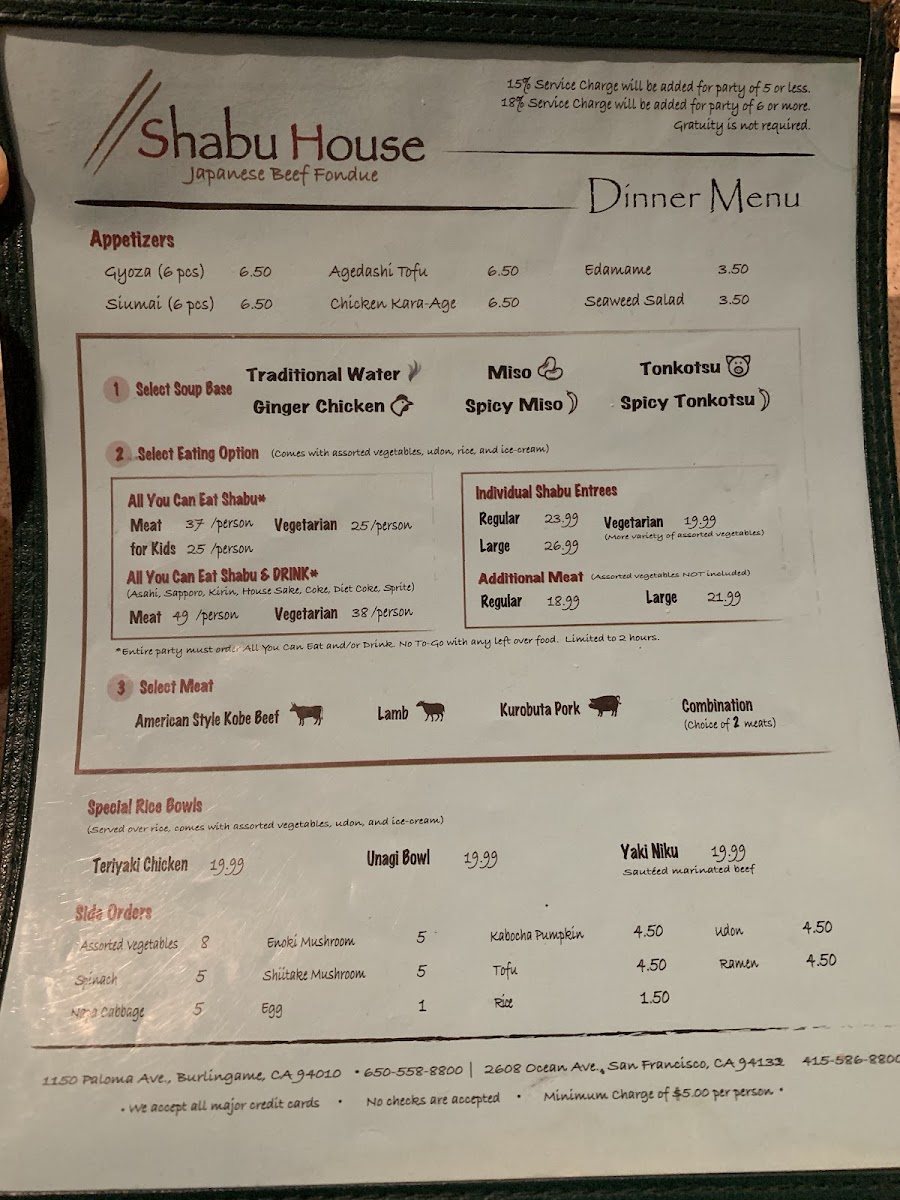 15% Service Charge will be added for party of 5 or less.
18% Service Charge will be added for party of 6 or more.
Gratuity is not required.
Shabu House
Japanese Beef Fondue
Dinner Menu
Appetizers
Gyoza (6 pcs) 6.50 Agedashi Tofu 6.50 Edamame 3.50
Siumai (6 pcs) 6.50 Chicken Kara-Age 6.50 Seaweed Salad 3.50
1 Select Soup Base
Traditional Water Miso Tonkotsu
Ginger Chicken Spicy Miso Spicy Tonkotsu
2 Select Eating Option (Comes with assorted vegetables, udon, rice, and ice-cream)
All You Can Eat Shabu*
Meat 37 /person Vegetarian 25/person
for Kids 25 /person
All You Can Eat Shabu & DRINK*
(Asahi, Sapporo, Kirin, House Sake, Coke, Diet Coke, Sprite)
Meat 49 /person Vegetarian 38 /person
Individual Shabu Entrees
Regular 23.99 Vegetarian 19.99
(More variety of assorted vegetables)
Large 26.99
Additional Meat (Assorted vegetables NOT included)
Regular 18.99 Large 21.99
*Entire party must order All You Can Eat and/or Drink. No To-Go with any left over food. Limited to 2 hours.
3 Select Meat
American Style Kobe Beef Lamb Kurobuta Pork Combination
(Choice of 2 meats)
Special Rice Bowls
(Served over rice, comes with assorted vegetables, udon, and ice-cream)
Teriyaki Chicken 19.99 Unagi Bowl 19.99 Yaki Niku 19.99
Sautéed marinated beef
Side Orders
Assorted Vegetables 8 Enoki Mushroom 5 Kabocha Pumpkin 4.50 Udon 4.50
Spinach 5 Shiitake Mushroom 5 Tofu 4.50 Ramen 4.50
Napa Cabbage 5 Egg 1 Rice 1.50
1150 Paloma Ave., Burlingame, CA 94010 • 650-558-8800 | 2608 Ocean Ave., San Francisco, CA 94132 415-586-8800
• We accept all major credit cards • No checks are accepted • Minimum Charge of $5.00 per person •